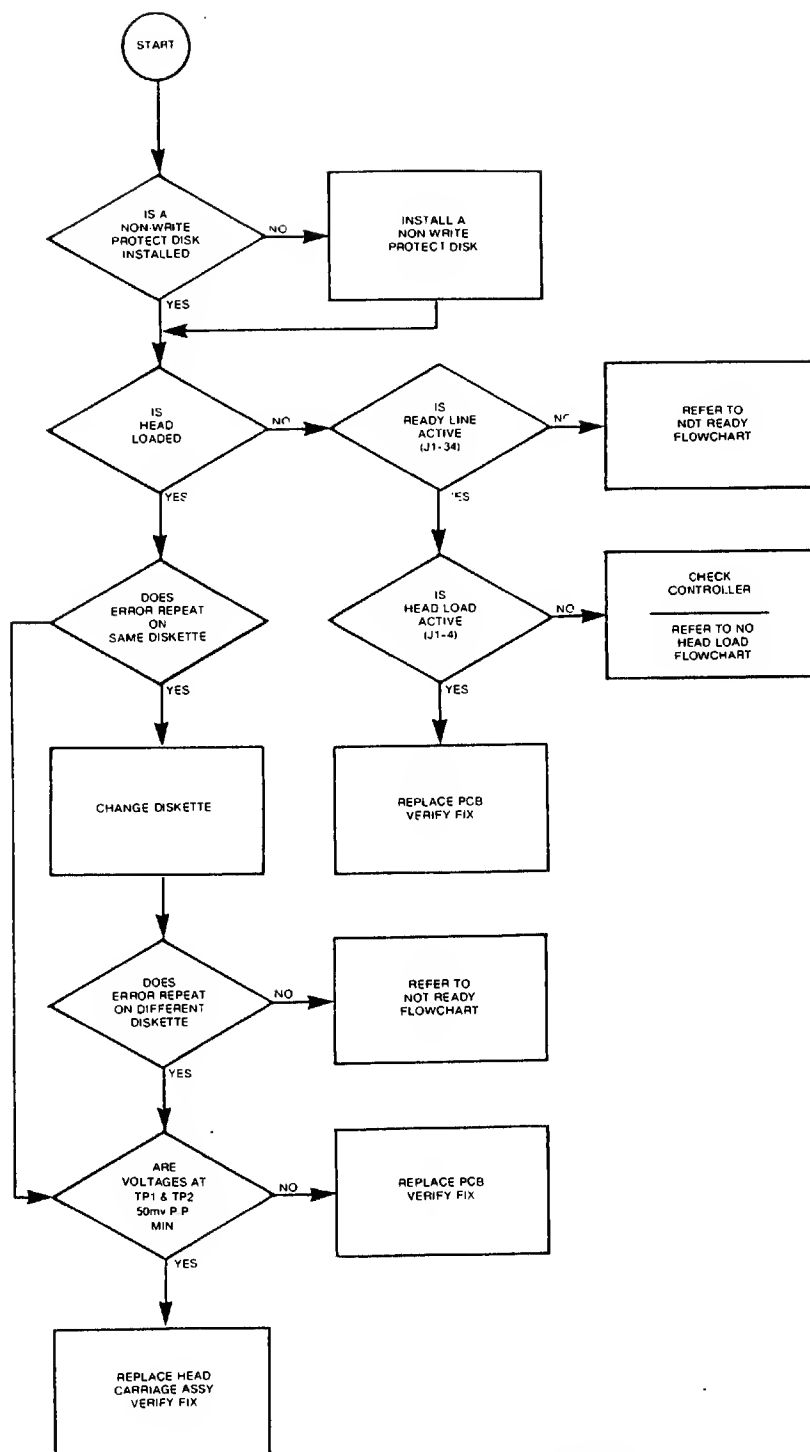 START
IS A
NON-WRITE
PROTECT DISK
INSTALLED
NO
INSTALL A
NON WRITE
PROTECT DISK
YES
IS
HEAD
LOADED
NO
IS
READY LINE
ACTIVE
(J1-34)
NO
REFER TO
NDT READY
FLOWCHART
YES
YES
DOES
ERROR REPEAT
ON
SAME DISKETTE
IS
HEAD LOAD
ACTIVE
(J1-4)
NO
CHECK
CONTROLLER
REFER TO NO
HEAD LOAD
FLOWCHART
YES
YES
CHANGE DISKETTE
REPLACE PCB
VERIFY FIX
DOES
ERROR REPEAT
ON DIFFERENT
DISKETTE
NO
REFER TO
NOT READY
FLOWCHART
YES
ARE
VOLTAGES AT
TP1 & TP2
50mv P.P
MIN
NO
REPLACE PCB
VERIFY FIX
YES
REPLACE HEAD
CARRIAGE ASSY
VERIFY FIX